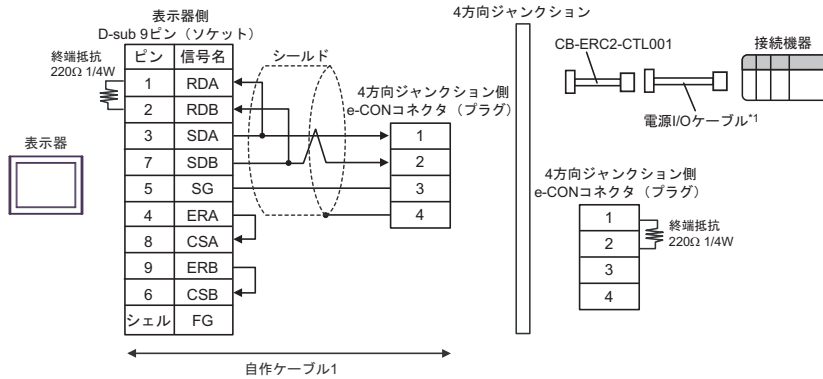 表示器側
D-sub 9ピン（ソケット）
終端抵抗
220Ω 1/4W
ピン 信号名
1 RDA
2 RDB
3 SDA
7 SDB
5 SG
4 ERA
8 CSA
9 ERB
6 CSB
シェル FG
表示器
シールド
4方向ジャンクション側
e-CONコネクタ（プラグ）
1
2
3
4
自作ケーブル1
4方向ジャンクション
CB-ERC2-CTL001
接続機器
電源I/Oケーブル*1
4方向ジャンクション側
e-CONコネクタ（プラグ）
1
2
3
4
終端抵抗
220Ω 1/4W